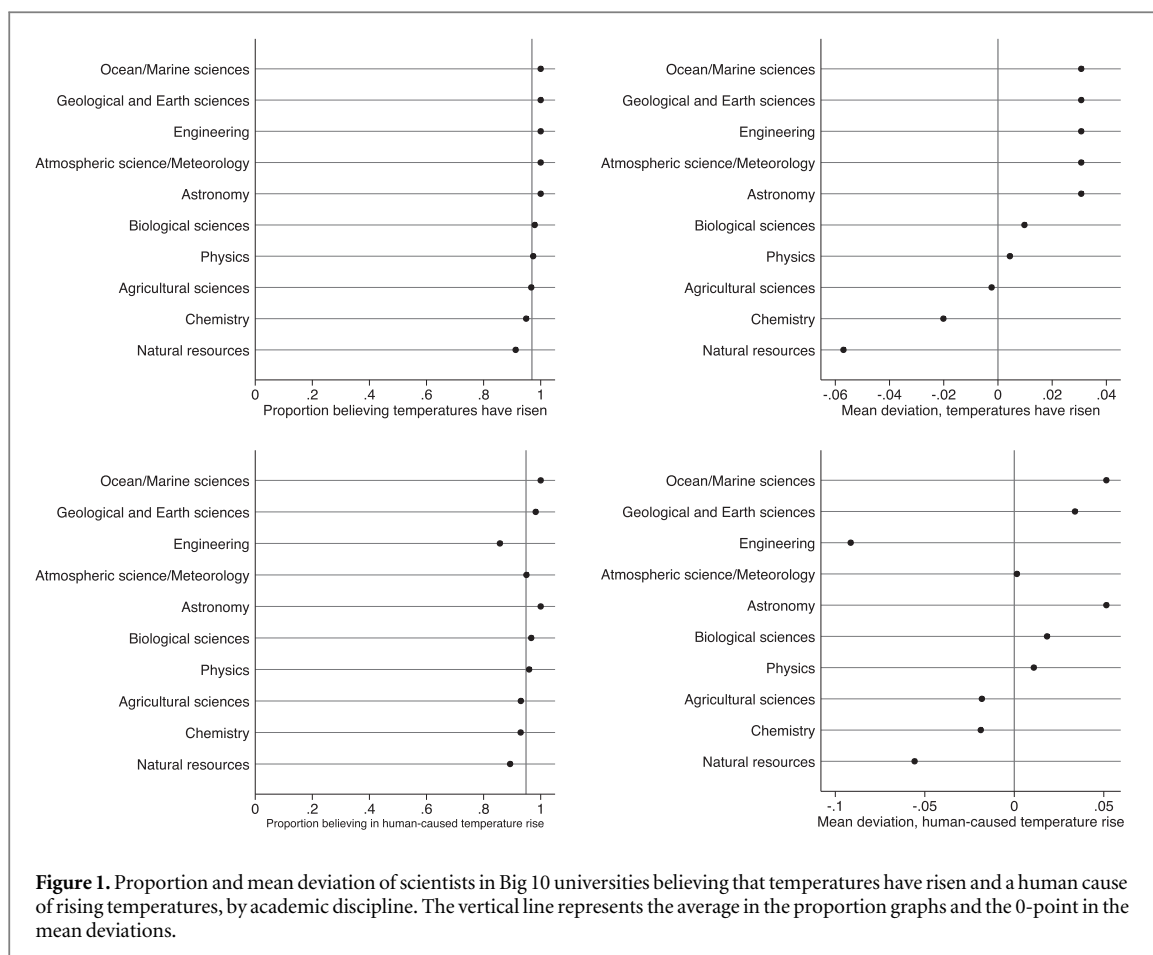 Ocean/Marine sciences
Geological and Earth sciences
Engineering
Atmospheric science/Meteorology
Astronomy
Biological sciences
Physics
Agricultural sciences
Chemistry
Natural resources
0 .2 .4 .6 .8 1
Proportion believing temperatures have risen
Ocean/Marine sciences
Geological and Earth sciences
Engineering
Atmospheric science/Meteorology
Astronomy
Biological sciences
Physics
Agricultural sciences
Chemistry
Natural resources
-.06 -.04 -.02 0 .02 .04
Mean deviation, temperatures have risen
Ocean/Marine sciences
Geological and Earth sciences
Engineering
Atmospheric science/Meteorology
Astronomy
Biological sciences
Physics
Agricultural sciences
Chemistry
Natural resources
0 .2 .4 .6 .8 1
Proportion believing in human-caused temperature rise
Ocean/Marine sciences
Geological and Earth sciences
Engineering
Atmospheric science/Meteorology
Astronomy
Biological sciences
Physics
Agricultural sciences
Chemistry
Natural resources
-.1 -.05 0 .05
Mean deviation, human-caused temperature rise
Figure 1. Proportion and mean deviation of scientists in Big 10 universities believing that temperatures have risen and a human cause
of rising temperatures, by academic discipline. The vertical line represents the average in the proportion graphs and the 0-point in the
mean deviations.